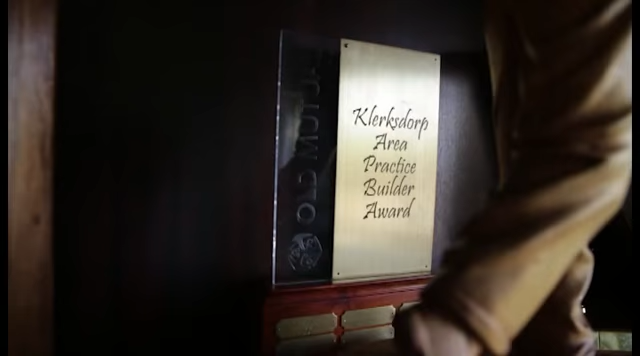 OLD MUTUAL
Klerksdorp
Area
Practice
Builder
Award